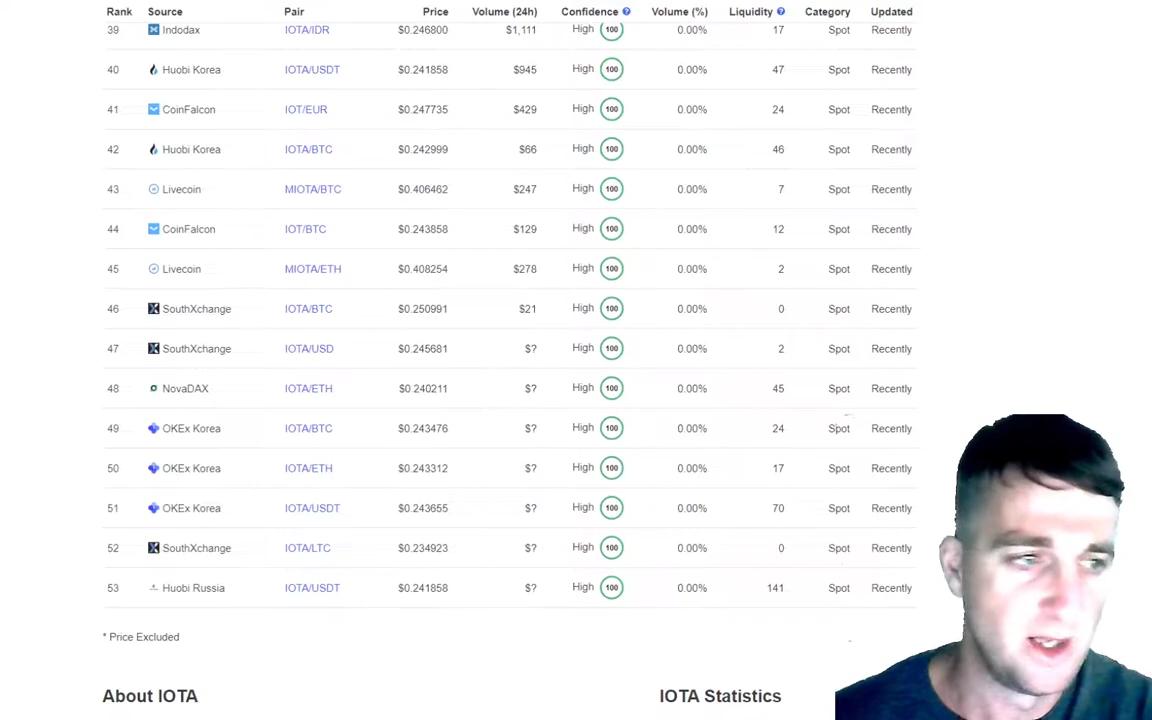 Rank Source Pair Price Volume (24h) Confidence ? Volume (%) Liquidity ? Category Updated
39 Indodax IOTA/IDR $0.246800 $1,111 High 100 0.00% 17 Spot Recently
40 Huobi Korea IOTA/USDT $0.241858 $945 High 100 0.00% 47 Spot Recently
41 CoinFalcon IOT/EUR $0.247735 $429 High 100 0.00% 24 Spot Recently
42 Huobi Korea IOTA/BTC $0.242999 $66 High 100 0.00% 46 Spot Recently
43 Livecoin MIOTA/BTC $0.406462 $247 High 100 0.00% 7 Spot Recently
44 CoinFalcon IOT/BTC $0.243858 $129 High 100 0.00% 12 Spot Recently
45 Livecoin MIOTA/ETH $0.408254 $278 High 100 0.00% 2 Spot Recently
46 SouthXchange IOTA/BTC $0.250991 $21 High 100 0.00% 0 Spot Recently
47 SouthXchange IOTA/USD $0.245681 $? High 100 0.00% 2 Spot Recently
48 NovaDAX IOTA/ETH $0.240211 $? High 100 0.00% 45 Spot Recently
49 OKEx Korea IOTA/BTC $0.243476 $? High 100 0.00% 24 Spot Recently
50 OKEx Korea IOTA/ETH $0.243312 $? High 100 0.00% 17 Spot Recently
51 OKEx Korea IOTA/USDT $0.243655 $? High 100 0.00% 70 Spot Recently
52 SouthXchange IOTA/LTC $0.234923 $? High 100 0.00% 0 Spot Recently
53 Huobi Russia IOTA/USDT $0.241858 $? High 100 0.00% 141 Spot Recently
* Price Excluded
About IOTA
IOTA Statistics